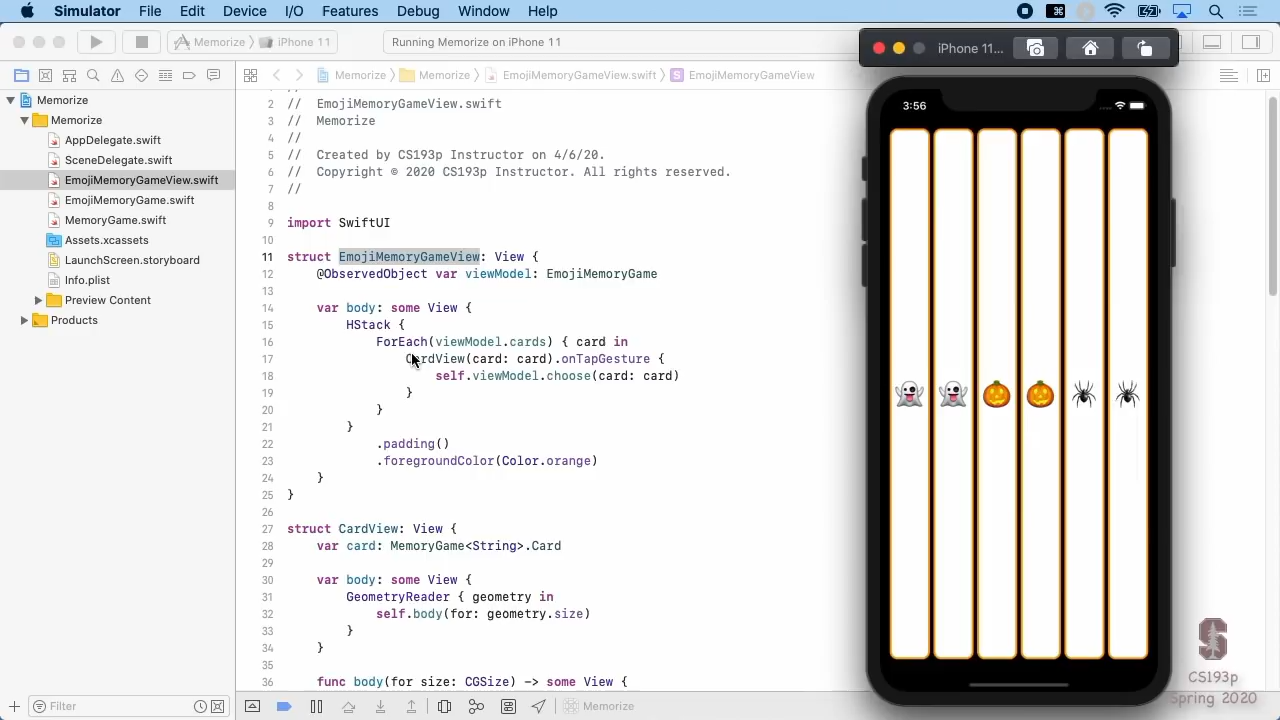 Simulator File Edit Device I/O Features Debug Window Help
Memorize iPhone 11
Running Memorize on iPhone 11
iPhone 11...
Memorize Memorize EmojiMemoryGameView.swift EmojiMemoryGameView
Memorize
Memorize
AppDelegate.swift
SceneDelegate.swift
EmojiMemoryGameView.swift
EmojiMemoryGame.swift
MemoryGame.swift
Assets.xcassets
LaunchScreen.storyboard
Info.plist
Preview Content
Products
Filter
2 // EmojiMemoryGameView.swift
3 // Memorize
4 //
5 // Created by CS193p Instructor on 4/6/20.
6 // Copyright © 2020 CS193p Instructor. All rights reserved.
7 //
8
9 import SwiftUI
10
11 struct EmojiMemoryGameView: View {
12 @ObservedObject var viewModel: EmojiMemoryGame
13
14 var body: some View {
15 HStack {
16 ForEach(viewModel.cards) { card in
17 CardView(card: card).onTapGesture {
18 self.viewModel.choose(card: card)
19 }
20 }
21 }
22 .padding()
23 .foregroundColor(Color.orange)
24 }
25 }
26
27 struct CardView: View {
28 var card: MemoryGame<String>.Card
29
30 var body: some View {
31 GeometryReader { geometry in
32 self.body(for: geometry.size)
33 }
34 }
35
36 func body(for size: CGSize) -> some View {
Memorize
3:56
CS193p
Spring 2020